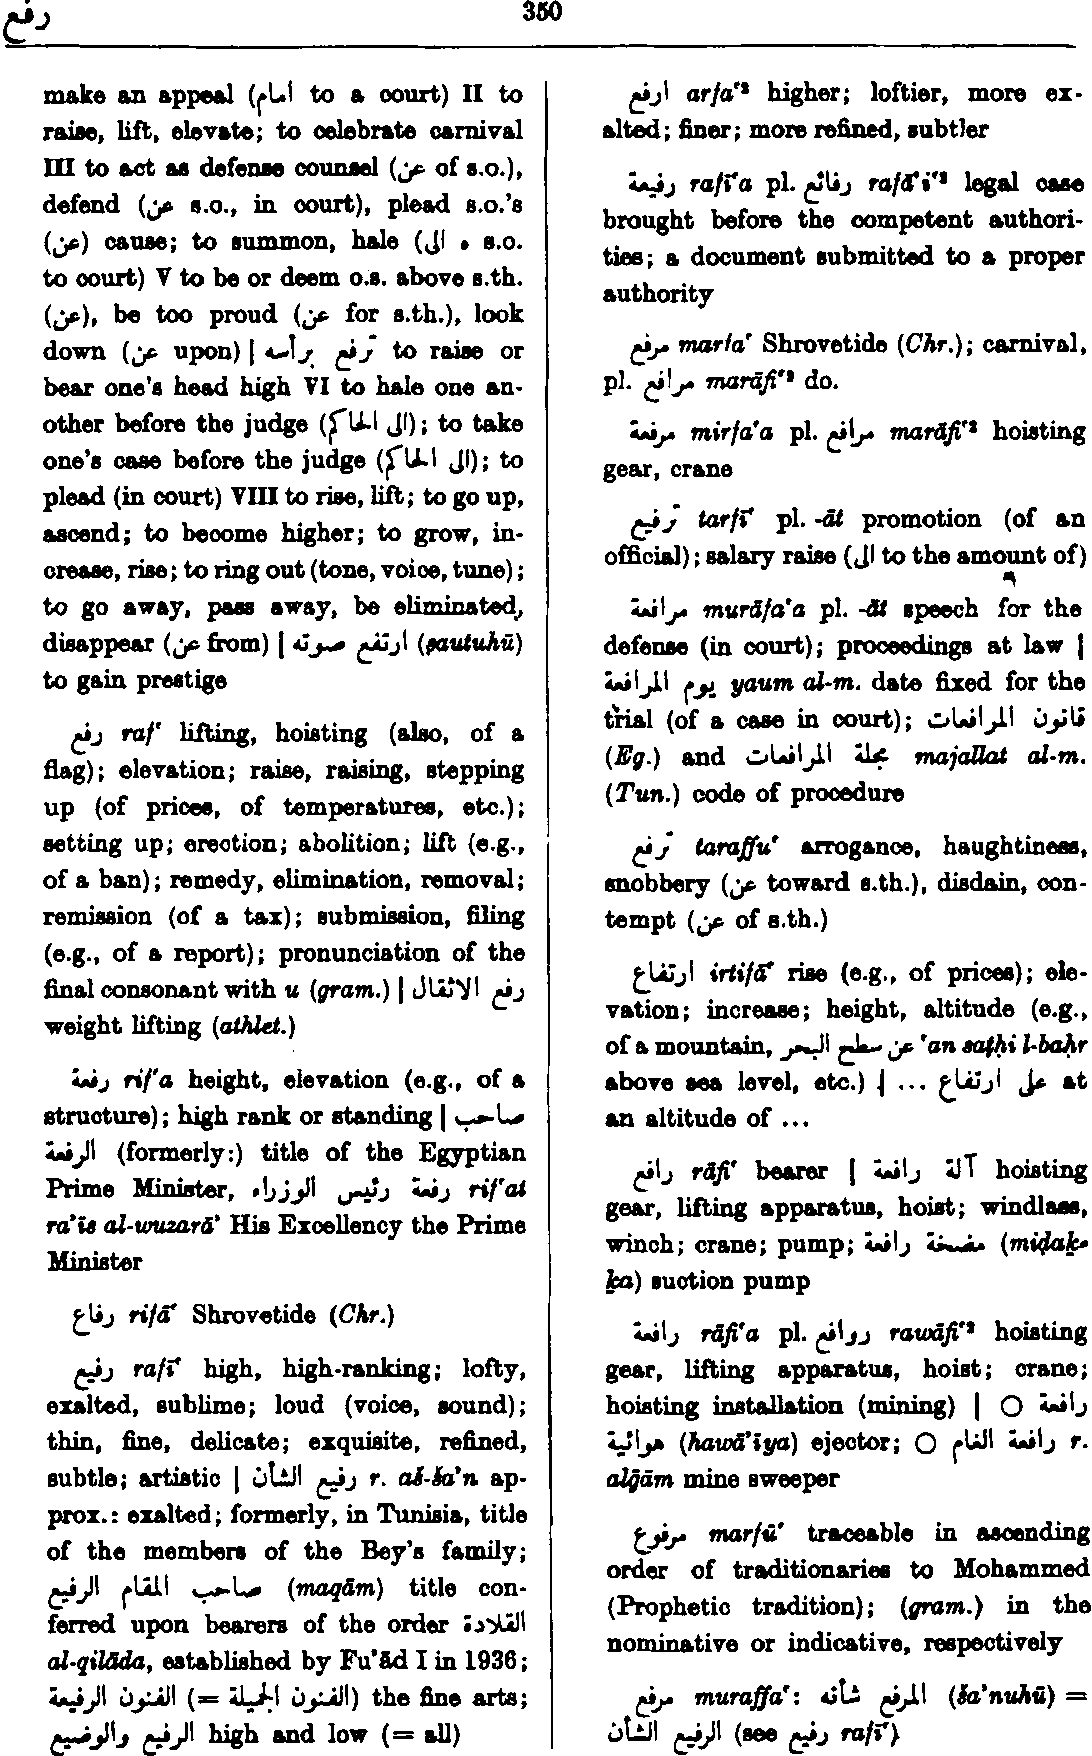 رفع
350
make an appeal (امام to a court) II to
raise, lift, elevate; to celebrate carnival
III to act as defense counsel (عن of s.o.),
defend (عن s.o., in court), plead s.o.'s
(عن) cause; to summon, hale (ه الى s.o.
to court) V to be or deem o.s. above s.th.
(عن), be too proud (عن for s.th.), look
down (عن upon) | ترفع برأسه to raise or
bear one's head high VI to hale one an-
other before the judge (الى الحاكم); to take
one's case before the judge (الى الحاكم); to
plead (in court) VIII to rise, lift; to go up,
ascend; to become higher; to grow, in-
crease, rise; to ring out (tone, voice, tune);
to go away, pass away, be eliminated,
disappear (عن from) | ارتفع صوته (ṣautuhū)
to gain prestige
رفع raf‘ lifting, hoisting (also, of a
flag); elevation; raise, raising, stepping
up (of prices, of temperatures, etc.);
setting up; erection; abolition; lift (e.g.,
of a ban); remedy, elimination, removal;
remission (of a tax); submission, filing
(e.g., of a report); pronunciation of the
final consonant with u (gram.) | رفع الاثقال
weight lifting (athlet.)
رفعة rif‘a height, elevation (e.g., of a
structure); high rank or standing | صاحب
الرفعة (formerly:) title of the Egyptian
Prime Minister, رفعة رئيس الوزراء rif‘at
ra’īs al-wuzarā’ His Excellency the Prime
Minister
رفاع rifā‘ Shrovetide (Chr.)
رفيع rafī‘ high, high-ranking; lofty,
exalted, sublime; loud (voice, sound);
thin, fine, delicate; exquisite, refined,
subtle; artistic | رفيع الشأن r. aš-ša’n ap-
prox.: exalted; formerly, in Tunisia, title
of the members of the Bey's family;
صاحب المقام الرفيع (maqām) title con-
ferred upon bearers of the order القلادة
al-qilāda, established by Fu’ād I in 1936;
الفنون الرفيعة (= الفنون الجميلة) the fine arts;
الرفيع والوضيع high and low (= all)
ارفع arfa‘² higher; loftier, more ex-
alted; finer; more refined, subtler
رفيعة rafī‘a pl. رفائع rafā’i‘² legal case
brought before the competent authori-
ties; a document submitted to a proper
authority
مرفع marfa‘ Shrovetide (Chr.); carnival,
pl. مرافع marāfi‘² do.
مرفعة mirfa‘a pl. مرافع marāfi‘² hoisting
gear, crane
ترفيع tarfī‘ pl. -āt promotion (of an
official); salary raise (الى to the amount of)
مرافعة murāfa‘a pl. -āt speech for the
defense (in court); proceedings at law |
يوم المرافعة yaum al-m. date fixed for the
trial (of a case in court); قانون المرافعات
(Eg.) and مجلة المرافعات majallat al-m.
(Tun.) code of procedure
ترفع taraffu‘ arrogance, haughtiness,
snobbery (عن toward s.th.), disdain, con-
tempt (عن of s.th.)
ارتفاع irtifā‘ rise (e.g., of prices); ele-
vation; increase; height, altitude (e.g.,
of a mountain, عن سطح البحر ‘an saṭḥi l-baḥr
above sea level, etc.) | على ارتفاع ... at
an altitude of ...
رافع rāfi‘ bearer | آلة رافعة hoisting
gear, lifting apparatus, hoist; windlass,
winch; crane; pump; مضخة رافعة (miḍaḵ-
ḵa) suction pump
رافعة rāfi‘a pl. روافع rawāfi‘² hoisting
gear, lifting apparatus, hoist; crane;
hoisting installation (mining) | ○ رافعة
هوائية (hawā’īya) ejector; ○ رافعة الغام r.
alḡām mine sweeper
مرفوع marfū‘ traceable in ascending
order of traditionaries to Mohammed
(Prophetic tradition); (gram.) in the
nominative or indicative, respectively
مرفع muraffa‘: المرفع شأنه (ša’nuhū) =
الرفيع الشأن (see رفيع rafī‘)